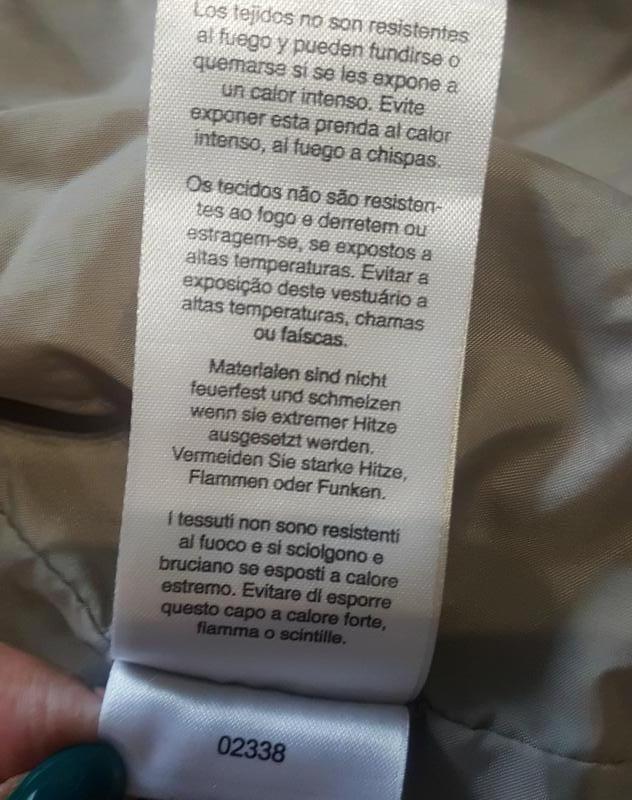 Los tejidos no son resistentes
al fuego y pueden fundirse o
quemarse si se les expone a
un calor intenso. Evite
exponer esta prenda al calor
intenso, al fuego a chispas.
Os tecidos não são resisten-
tes ao fogo e derretem ou
estragem-se, se expostos a
altas temperaturas. Evitar a
exposição deste vestuário a
altas temperaturas, chamas
ou faíscas.
Materialen sind nicht
feuerfest und schmelzen
wenn sie extremer Hitze
ausgesetzt werden.
Vermeiden Sie starke Hitze,
Flammen oder Funken.
I tessuti non sono resistenti
al fuoco e si sciolgono e
bruciano se esposti a calore
estremo. Evitare di esporre
questo capo a calore forte,
fiamma o scintille.
02338